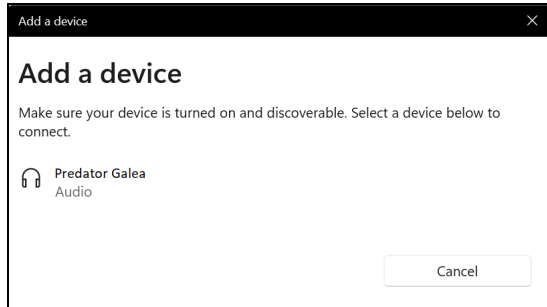 Add a device
Add a device
Make sure your device is turned on and discoverable. Select a device below to
connect.
Predator Galea
Audio
Cancel